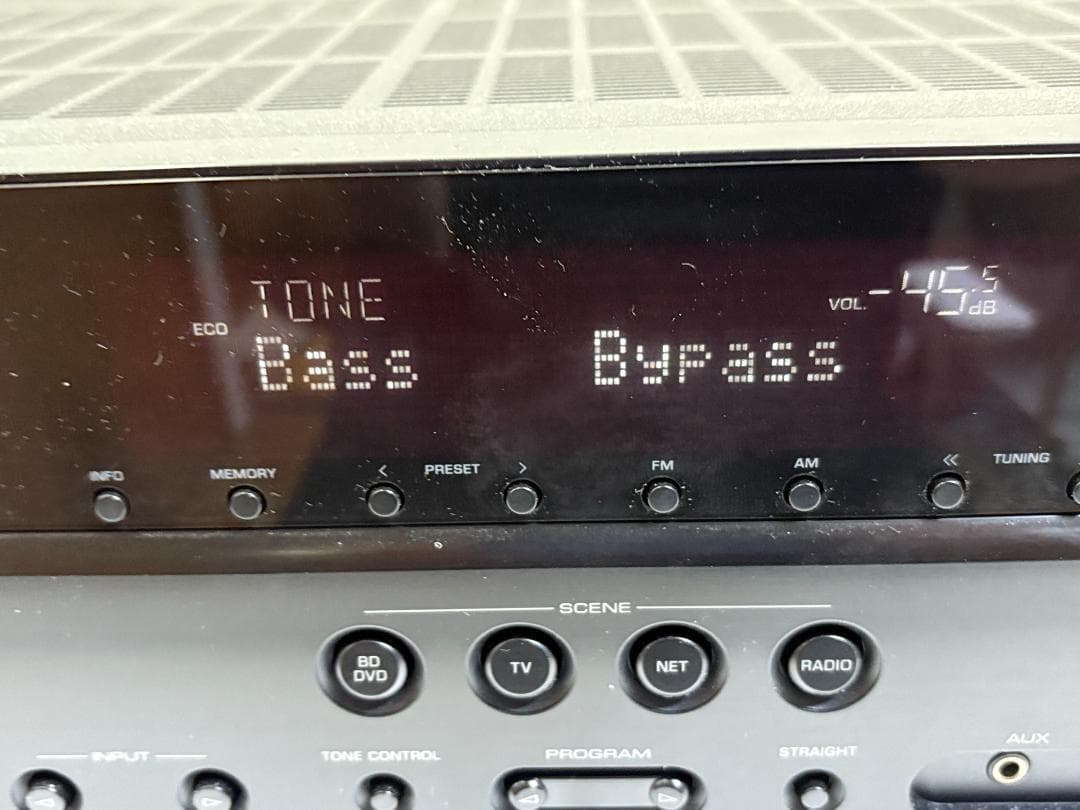 TONE
VOL. -45.5 dB
ECO
Bass Bypass
INFO MEMORY < PRESET > FM AM << TUNING
SCENE
BD DVD
TV
NET
RADIO
INPUT TONE CONTROL PROGRAM STRAIGHT AUX